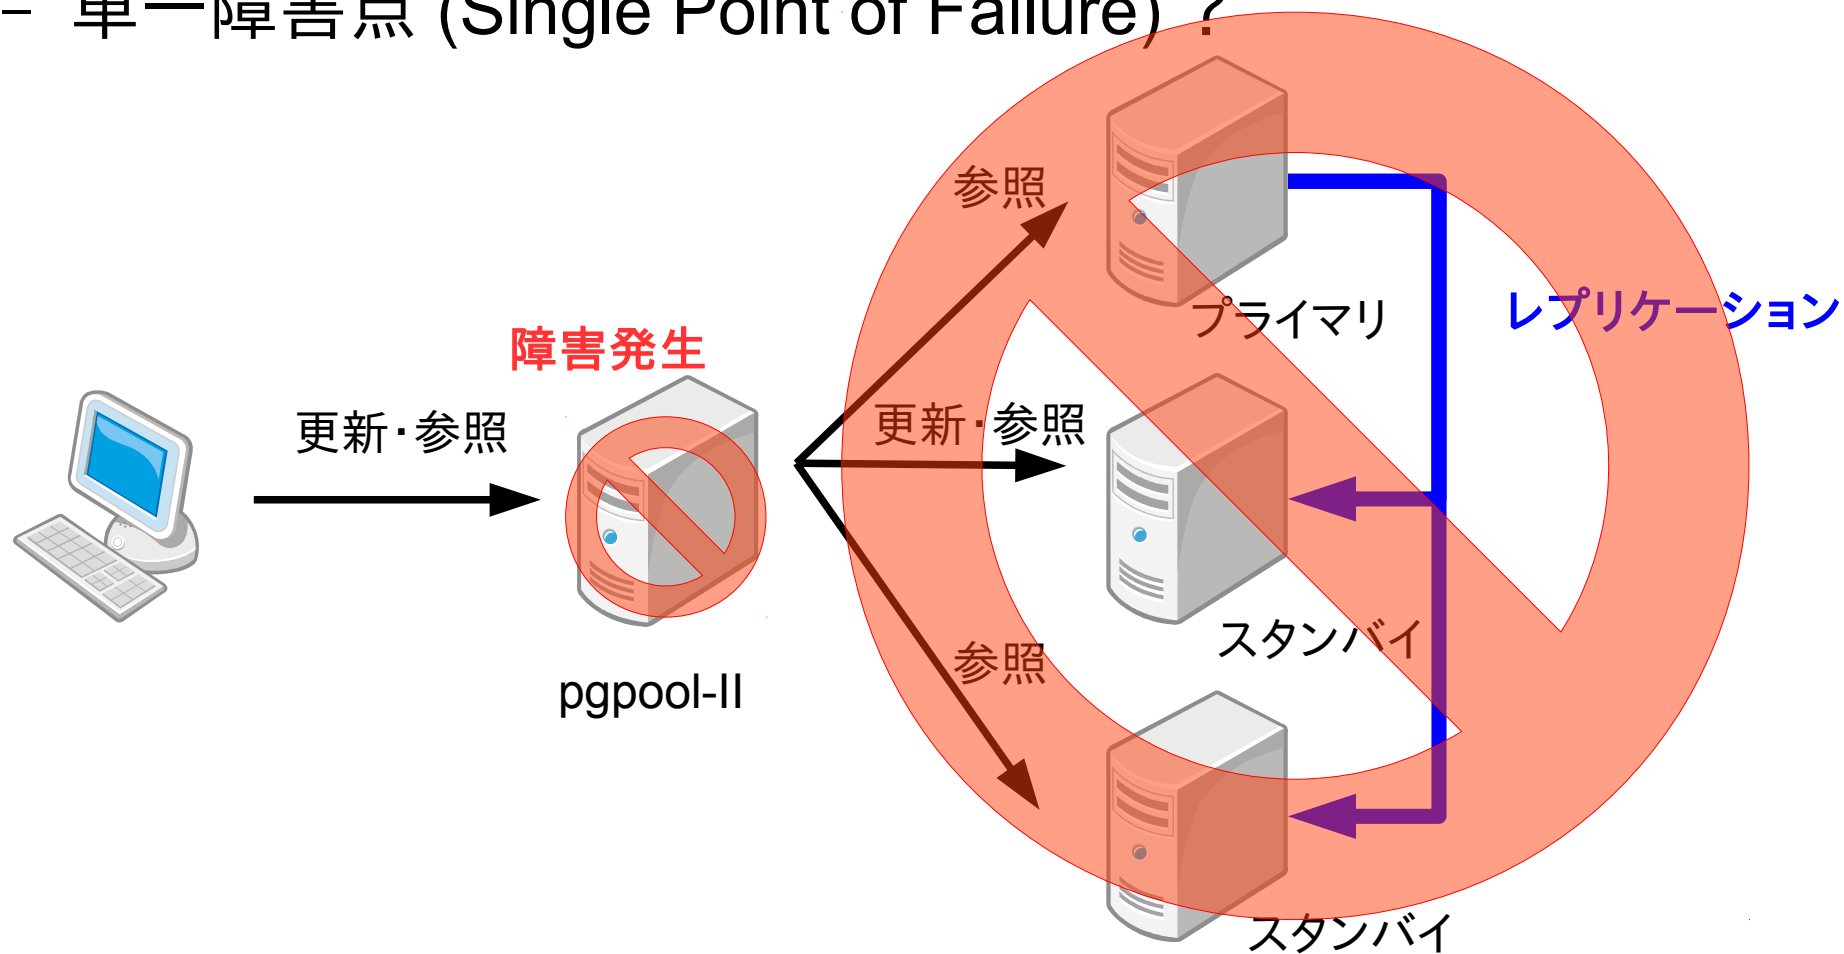 – 単一障害点 (Single Point of Failure) ?
参照
プライマリ
レプリケーション
障害発生
更新・参照
更新・参照
スタンバイ
参照
pgpool-II
スタンバイ